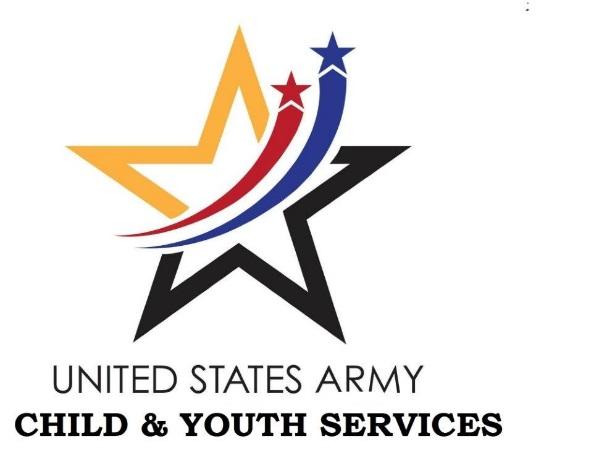 UNITED STATES ARMY
CHILD & YOUTH SERVICES